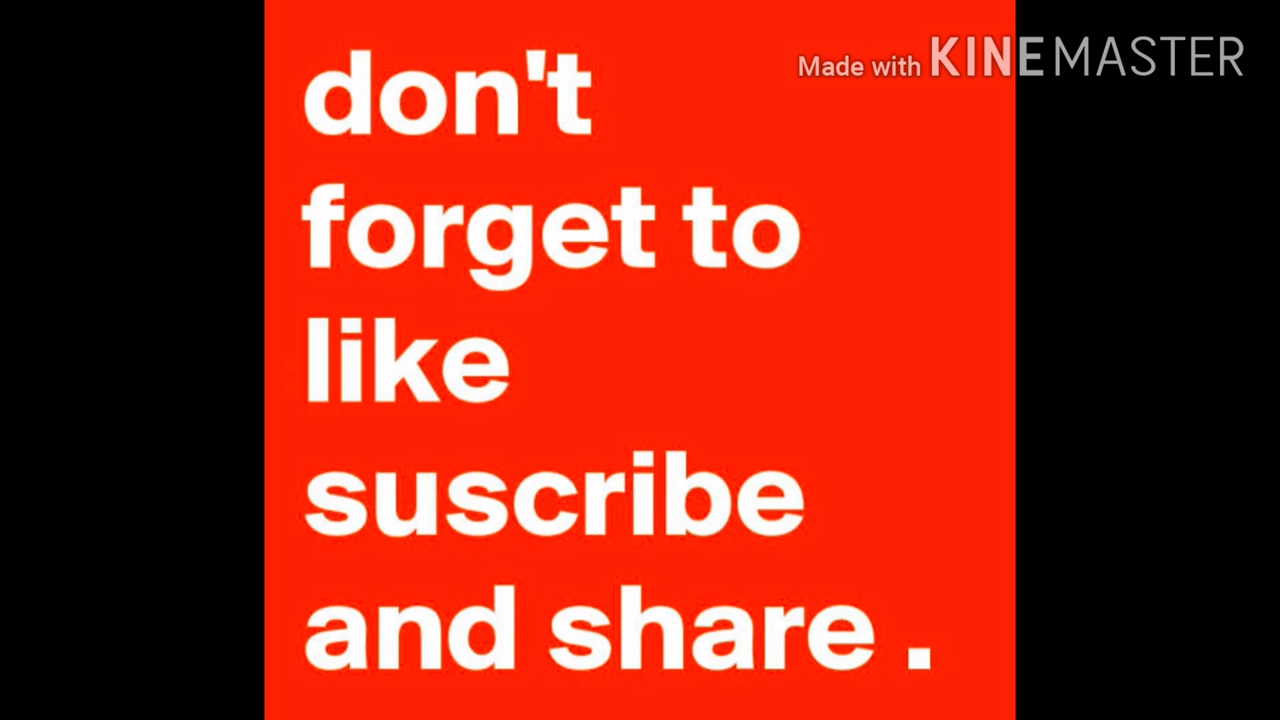 don't
Made with KINEMASTER
forget to
like
suscribe
and share .